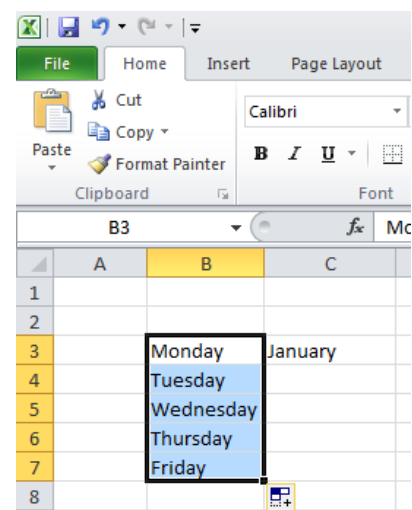 File Home Insert Page Layout
Cut
Calibri
Copy
Paste
B I U
Format Painter
Clipboard Font
B3 fx Mo
A B C
1
2
3 Monday January
4 Tuesday
5 Wednesday
6 Thursday
7 Friday
8